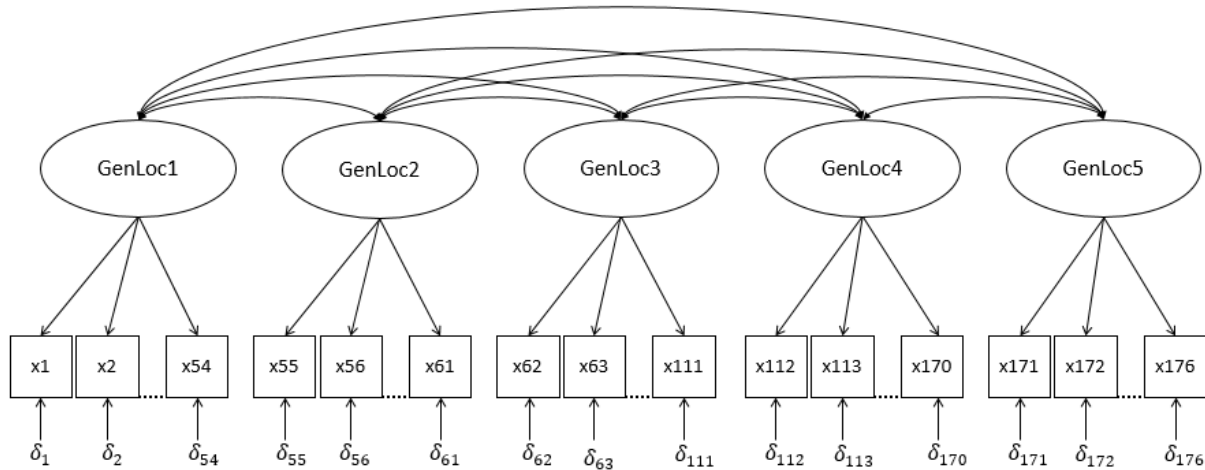 GenLoc1 GenLoc2 GenLoc3 GenLoc4 GenLoc5
x1 x2 x54 x55 x56 x61 x62 x63 x111 x112 x113 x170 x171 x172 x176
δ₁ δ₂ δ₅₄ δ₅₅ δ₅₆ δ₆₁ δ₆₂ δ₆₃ δ₁₁₁ δ₁₁₂ δ₁₁₃ δ₁₇₀ δ₁₇₁ δ₁₇₂ δ₁₇₆